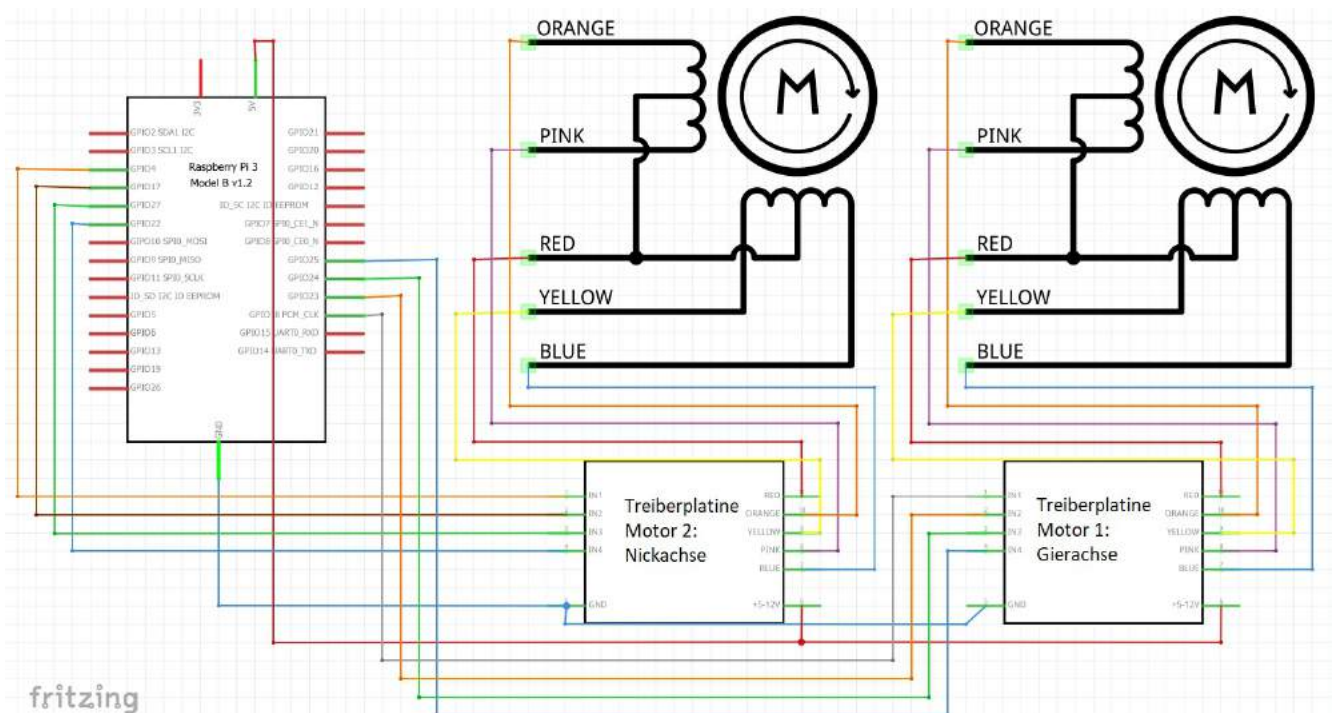 3V3
5V
GPIO2 SDA1 I2C
GPIO3 SCL1 I2C
GPIO4
GPIO17
GPIO27
GPIO22
GPIO10 SPI0_MOSI
GPIO9 SPI0_MISO
GPIO11 SPI0_SCLK
ID_SD I2C ID EEPROM
GPIO5
GPIO6
GPIO13
GPIO19
GPIO26
Raspberry Pi 3
Model B v1.2
GPIO21
GPIO20
GPIO16
GPIO12
ID_SC I2C ID EEPROM
GPIO7 SPI0_CE1_N
GPIO8 SPI0_CE0_N
GPIO25
GPIO24
GPIO23
PCM_CLK
GPIO15 UART0_RXD
GPIO14 UART0_TXD
GND
ORANGE
PINK
RED
YELLOW
BLUE
M
ORANGE
PINK
RED
YELLOW
BLUE
M
IN1
IN2
IN3
IN4
GND
Treiberplatine
Motor 2:
Nickachse
RED
ORANGE
YELLOW
PINK
BLUE
+5-12V
IN1
IN2
IN3
IN4
GND
Treiberplatine
Motor 1:
Gierachse
RED
ORANGE
YELLOW
PINK
BLUE
+5-12V
fritzing